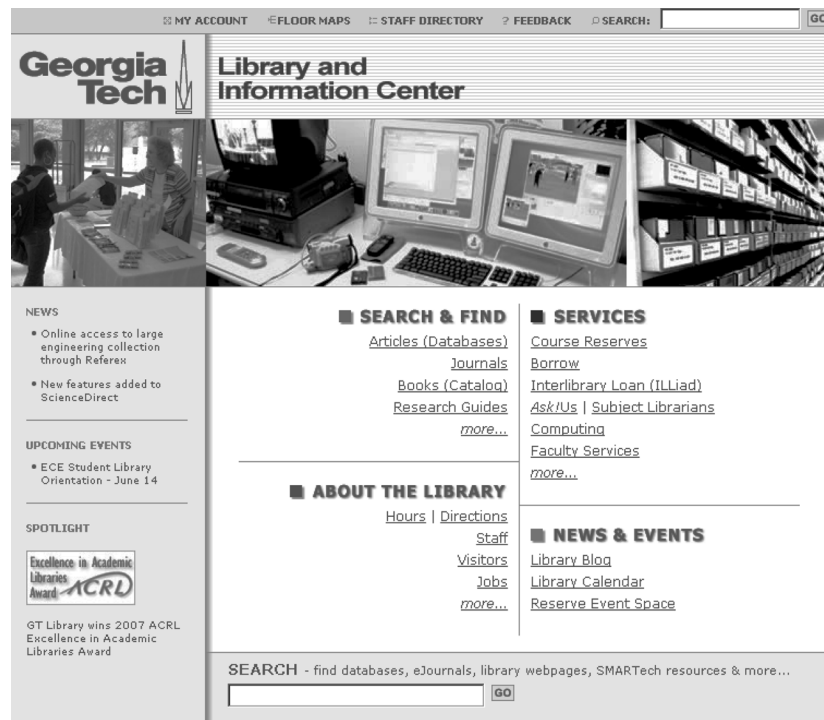 MY ACCOUNT FLOOR MAPS STAFF DIRECTORY ? FEEDBACK SEARCH: GO
Georgia
Tech
Library and
Information Center
NEWS
• Online access to large
engineering collection
through Referex
• New features added to
ScienceDirect
UPCOMING EVENTS
• ECE Student Library
Orientation - June 14
SPOTLIGHT
Excellence in Academic
Libraries
Award ACRL
GT Library wins 2007 ACRL
Excellence in Academic
Libraries Award
SEARCH & FIND
Articles (Databases)
Journals
Books (Catalog)
Research Guides
more...
ABOUT THE LIBRARY
Hours | Directions
Staff
Visitors
Jobs
more...
SERVICES
Course Reserves
Borrow
Interlibrary Loan (ILLiad)
Ask!Us | Subject Librarians
Computing
Faculty Services
more...
NEWS & EVENTS
Library Blog
Library Calendar
Reserve Event Space
SEARCH - find databases, eJournals, library webpages, SMARTech resources & more...
GO